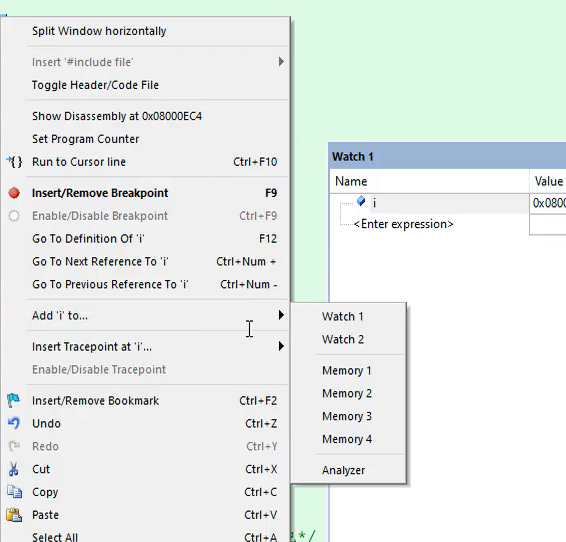 Split Window horizontally
Insert '#include file'
Toggle Header/Code File
Show Disassembly at 0x08000EC4
Set Program Counter
Run to Cursor line Ctrl+F10
Insert/Remove Breakpoint F9
Enable/Disable Breakpoint Ctrl+F9
Go To Definition Of 'i' F12
Go To Next Reference To 'i' Ctrl+Num +
Go To Previous Reference To 'i' Ctrl+Num -
Add 'i' to...
Insert Tracepoint at 'i'...
Enable/Disable Tracepoint
Insert/Remove Bookmark Ctrl+F2
Undo Ctrl+Z
Redo Ctrl+Y
Cut Ctrl+X
Copy Ctrl+C
Paste Ctrl+V
Select All Ctrl+A
Watch 1
Watch 2
Memory 1
Memory 2
Memory 3
Memory 4
Analyzer
*/
Watch 1
Name Value
i 0x0800
<Enter expression>